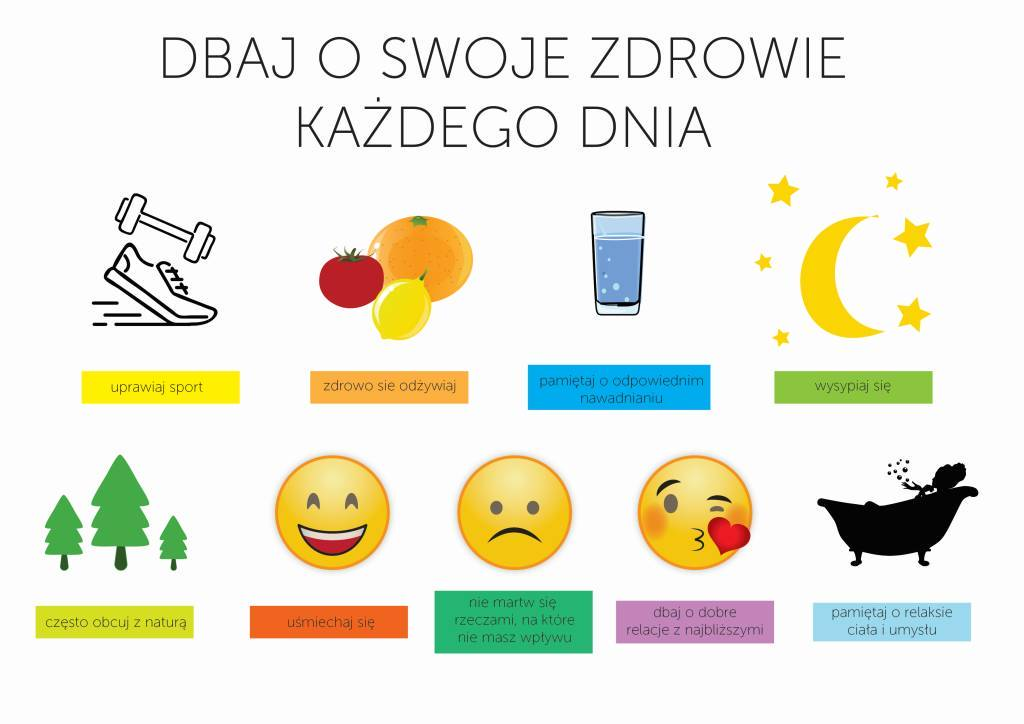 DBAJ O SWOJE ZDROWIE
KAŻDEGO DNIA
uprawiaj sport
zdrowo sie odżywiaj
pamiętaj o odpowiednim
nawadnianiu
wysypiaj się
często obcuj z naturą
uśmiechaj się
nie martw się
rzeczami, na które
nie masz wpływu
dbaj o dobre
relacje z najbliższymi
pamiętaj o relaksie
ciała i umysłu